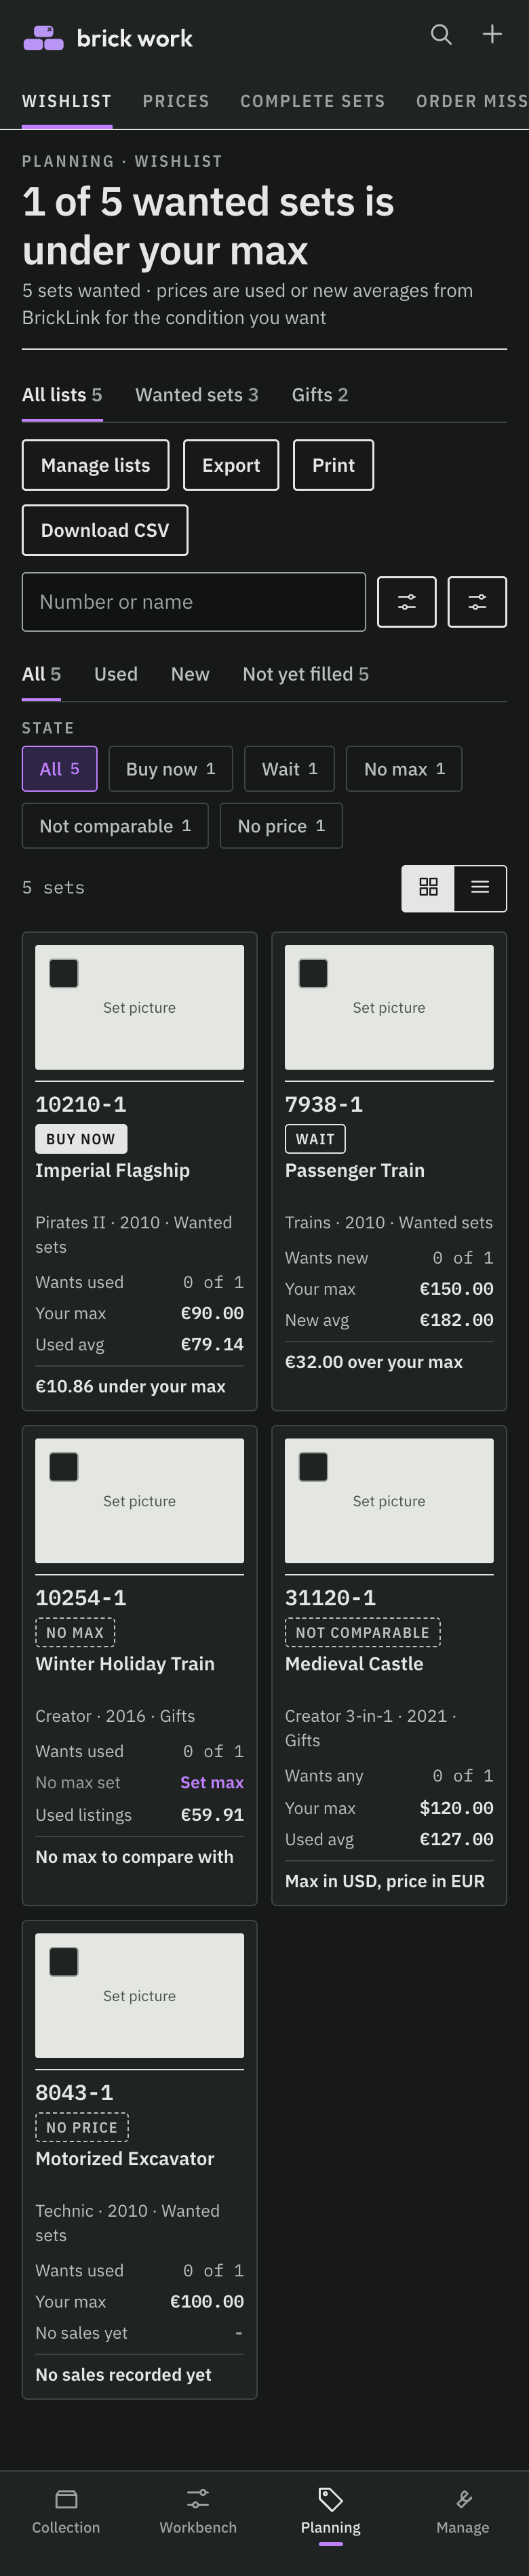 brick work
WISHLIST PRICES COMPLETE SETS ORDER MISS
PLANNING · WISHLIST
1 of 5 wanted sets is
under your max
5 sets wanted · prices are used or new averages from
BrickLink for the condition you want
All lists 5 Wanted sets 3 Gifts 2
Manage lists Export Print
Download CSV
Number or name
All 5 Used New Not yet filled 5
STATE
All 5 Buy now 1 Wait 1 No max 1
Not comparable 1 No price 1
5 sets
Set picture
10210-1
BUY NOW
Imperial Flagship
Pirates II · 2010 · Wanted
sets
Wants used 0 of 1
Your max €90.00
Used avg €79.14
€10.86 under your max
Set picture
7938-1
WAIT
Passenger Train
Trains · 2010 · Wanted sets
Wants new 0 of 1
Your max €150.00
New avg €182.00
€32.00 over your max
Set picture
10254-1
NO MAX
Winter Holiday Train
Creator · 2016 · Gifts
Wants used 0 of 1
No max set Set max
Used listings €59.91
No max to compare with
Set picture
31120-1
NOT COMPARABLE
Medieval Castle
Creator 3-in-1 · 2021 ·
Gifts
Wants any 0 of 1
Your max $120.00
Used avg €127.00
Max in USD, price in EUR
Set picture
8043-1
NO PRICE
Motorized Excavator
Technic · 2010 · Wanted
sets
Wants used 0 of 1
Your max €100.00
No sales yet -
No sales recorded yet
Collection Workbench Planning Manage